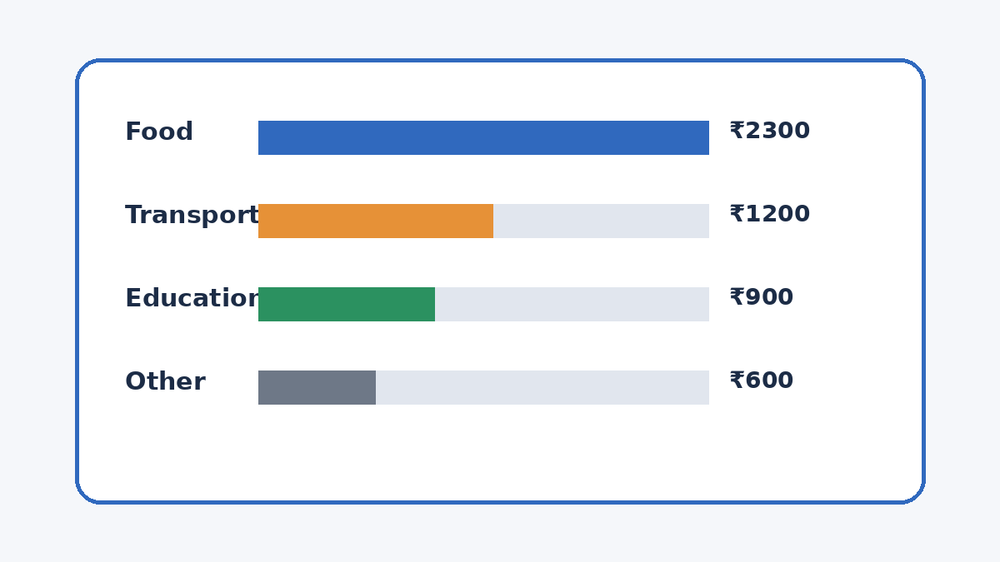 Food ₹2300
Transport ₹1200
Education ₹900
Other ₹600